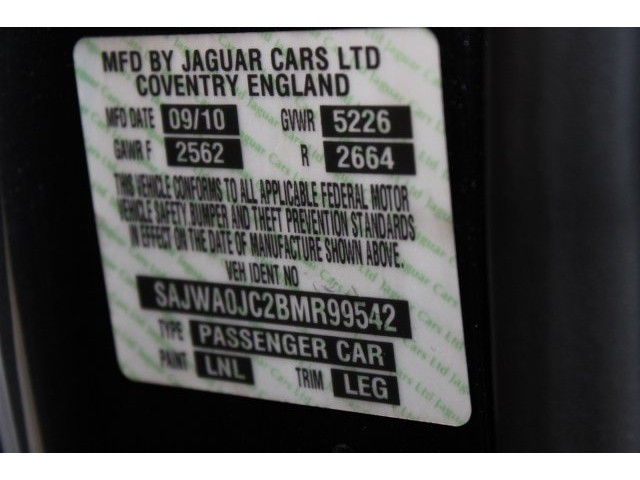 MFD BY JAGUAR CARS LTD
COVENTRY ENGLAND
MFD DATE 09/10 GVWR 5226
GAWR F 2562 R 2664
THIS VEHICLE CONFORMS TO ALL APPLICABLE FEDERAL MOTOR
VEHICLE SAFETY, BUMPER AND THEFT PREVENTION STANDARDS
IN EFFECT ON THE DATE OF MANUFACTURE SHOWN ABOVE.
VEH IDENT NO
SAJWA0JC2BMR99542
TYPE PASSENGER CAR
PAINT LNL TRIM LEG